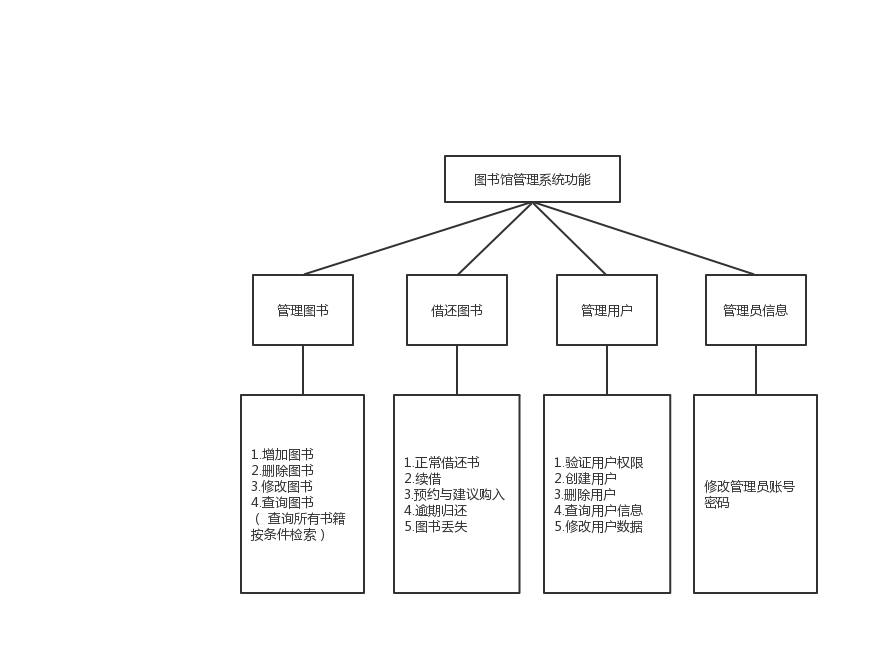 图书馆管理系统功能
管理图书
借还图书
管理用户
管理员信息
1.增加图书
2.删除图书
3.修改图书
4.查询图书
（ 查询所有书籍
按条件检索 ）
1.正常借还书
2.续借
3.预约与建议购入
4.逾期归还
5.图书丢失
1.验证用户权限
2.创建用户
3.删除用户
4.查询用户信息
5.修改用户数据
修改管理员账号
密码